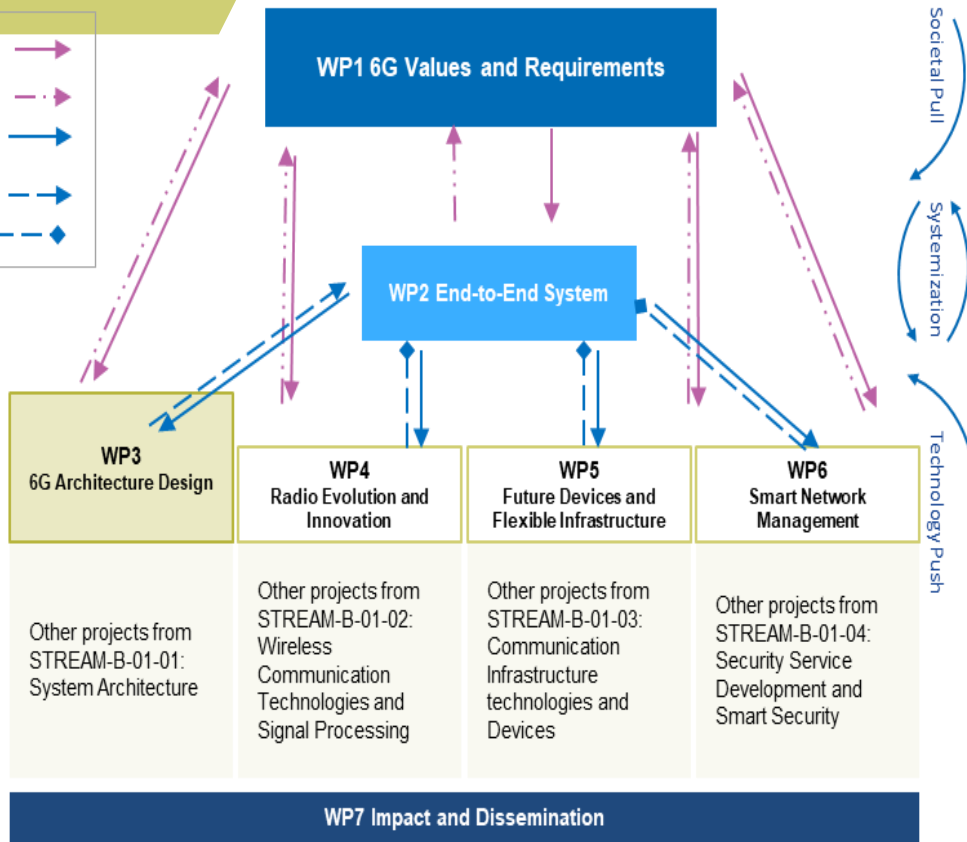 WP1 6G Values and Requirements
Societal Pull
WP2 End-to-End System
Systemization
WP3
6G Architecture Design
WP4
Radio Evolution and
Innovation
WP5
Future Devices and
Flexible Infrastructure
WP6
Smart Network
Management
Technology Push
Other projects from
STREAM-B-01-01:
System Architecture
Other projects from
STREAM-B-01-02:
Wireless
Communication
Technologies and
Signal Processing
Other projects from
STREAM-B-01-03:
Communication
Infrastructure
technologies and
Devices
Other projects from
STREAM-B-01-04:
Security Service
Development and
Smart Security
WP7 Impact and Dissemination